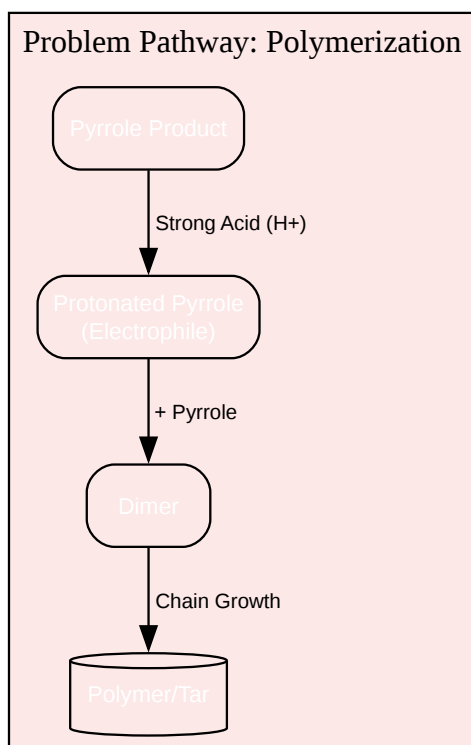 Problem Pathway: Polymerization
Pyrrole Product
Strong Acid (H+)
Protonated Pyrrole
(Electrophile)
+ Pyrrole
Dimer
Chain Growth
Polymer/Tar